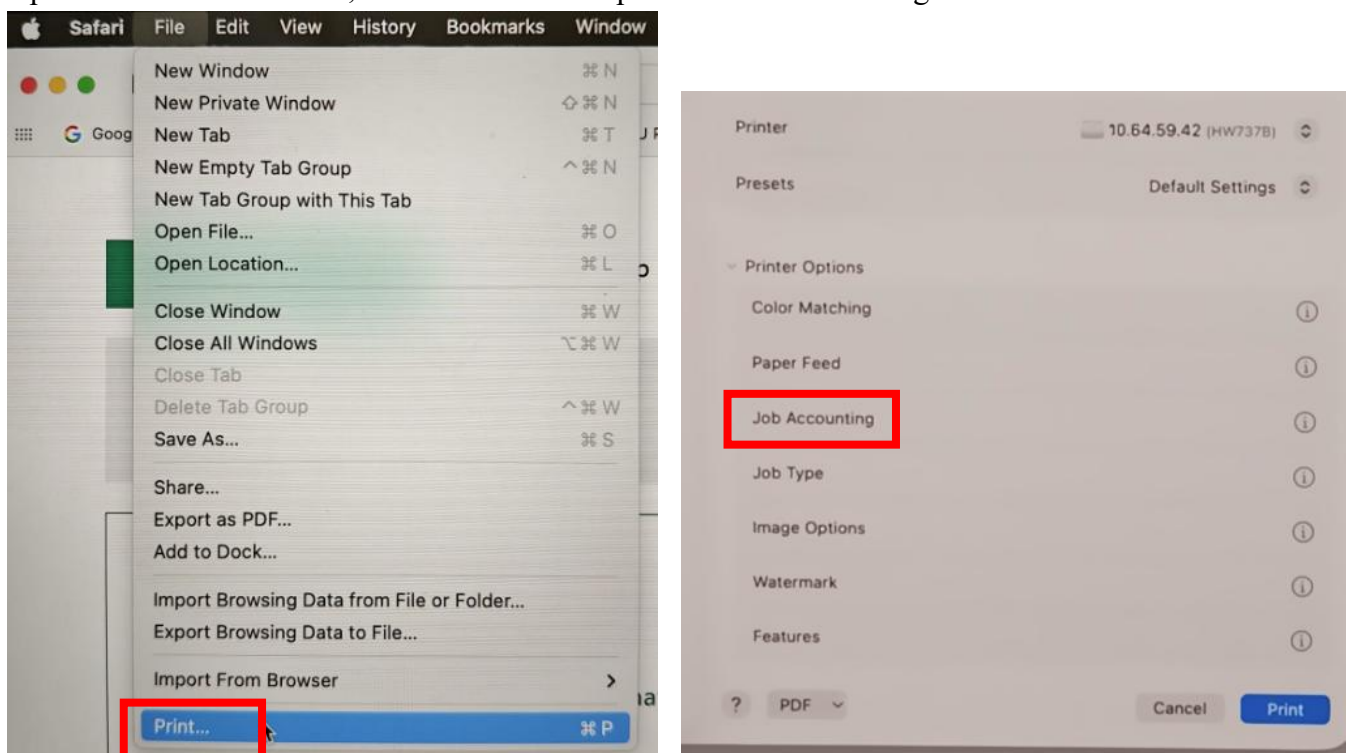 Safari File Edit View History Bookmarks Window
New Window ⌘ N
New Private Window ⇧ ⌘ N
Goog
New Tab ⌘ T
New Empty Tab Group ^ ⌘ N
New Tab Group with This Tab
Open File... ⌘ O
Open Location... ⌘ L
Close Window ⌘ W
Close All Windows ⌥ ⌘ W
Close Tab
Delete Tab Group ^ ⌘ W
Save As... ⌘ S
Share...
Export as PDF...
Add to Dock...
Import Browsing Data from File or Folder...
Export Browsing Data to File...
Import From Browser >
Print... ⌘ P
Printer 10.64.59.42 (HW737B)
Presets Default Settings
Printer Options
Color Matching
Paper Feed
Job Accounting
Job Type
Image Options
Watermark
Features
? PDF Cancel Print